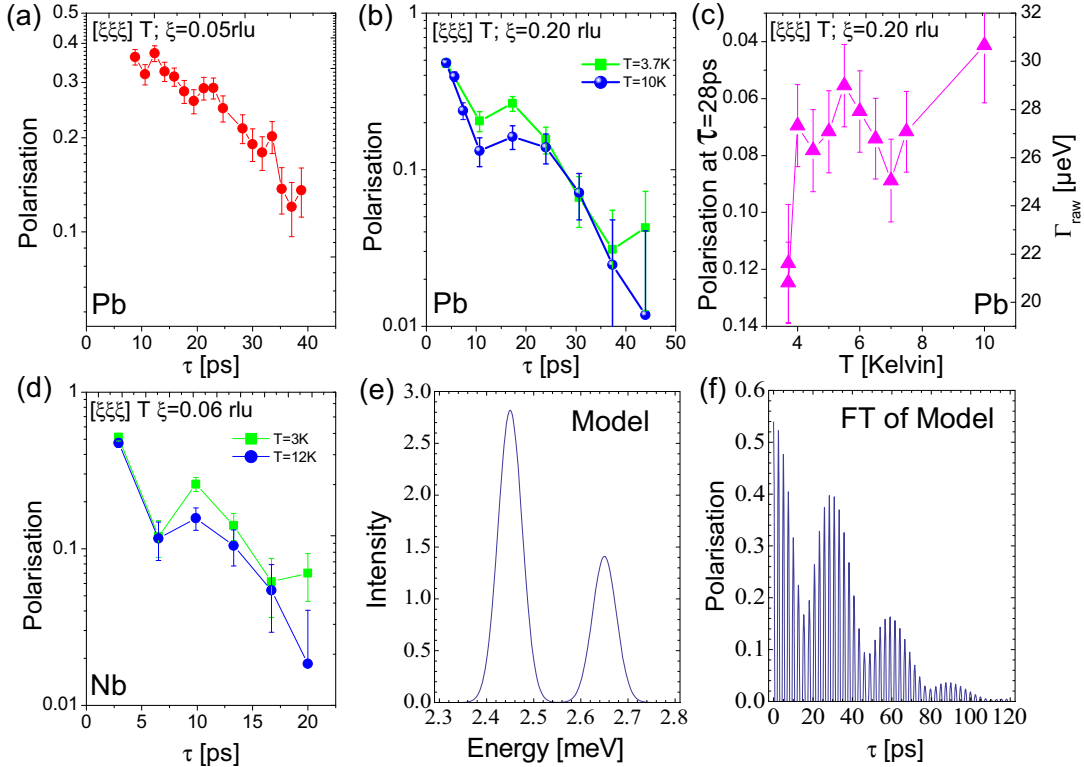 (a)
[ξξξ] T; ξ=0.05rlu
0.5
0.4
0.3
0.2
0.1
Polarisation
Pb
0 10 20 30 40
τ [ps]
(b)
[ξξξ] T; ξ=0.20 rlu
T=3.7K
T=10K
1
0.1
0.01
Polarisation
Pb
0 10 20 30 40 50
τ [ps]
(c)
[ξξξ] T; ξ=0.20 rlu
0.04
0.06
0.08
0.10
0.12
0.14
Polarisation at τ=28ps
32
30
28
26
24
22
20
Γraw [µeV]
Pb
4 6 8 10
T [Kelvin]
(d)
[ξξξ] T ξ=0.06 rlu
T=3K
T=12K
1
0.1
0.01
Polarisation
Nb
0 5 10 15 20
τ [ps]
(e)
Model
3.0
2.5
2.0
1.5
1.0
0.5
0.0
Intensity
2.3 2.4 2.5 2.6 2.7 2.8
Energy [meV]
(f)
FT of Model
0.6
0.5
0.4
0.3
0.2
0.1
0.0
Polarisation
0 20 40 60 80 100 120
τ [ps]